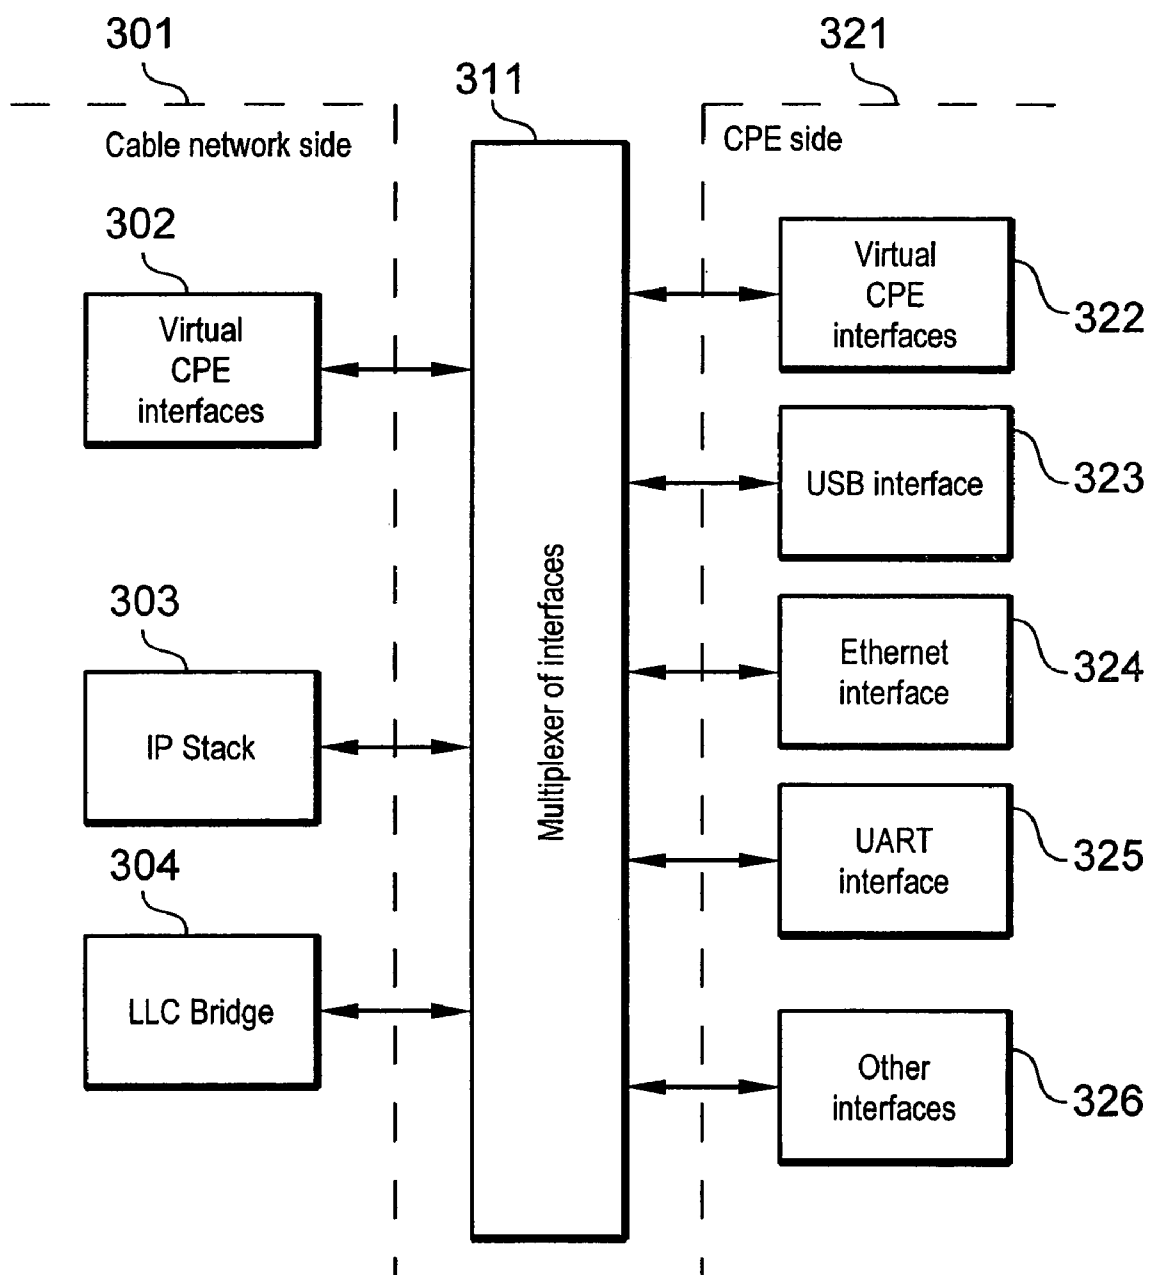 301
321
311
Cable network side
CPE side
302
Virtual
CPE
interfaces
Virtual
CPE
interfaces
322
USB interface
323
Multiplexer of interfaces
303
IP Stack
Ethernet
interface
324
304
LLC Bridge
UART
interface
325
Other
interfaces
326